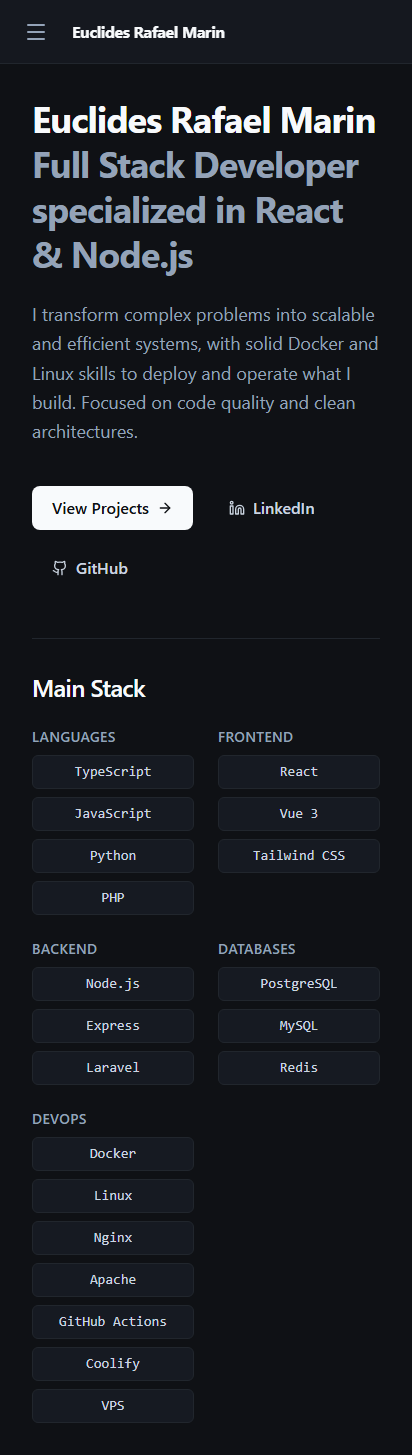 Euclides Rafael Marin
Euclides Rafael Marin
Full Stack Developer
specialized in React
& Node.js
I transform complex problems into scalable
and efficient systems, with solid Docker and
Linux skills to deploy and operate what I
build. Focused on code quality and clean
architectures.
View Projects →
LinkedIn
GitHub
Main Stack
LANGUAGES
TypeScript
JavaScript
Python
PHP
FRONTEND
React
Vue 3
Tailwind CSS
BACKEND
Node.js
Express
Laravel
DATABASES
PostgreSQL
MySQL
Redis
DEVOPS
Docker
Linux
Nginx
Apache
GitHub Actions
Coolify
VPS